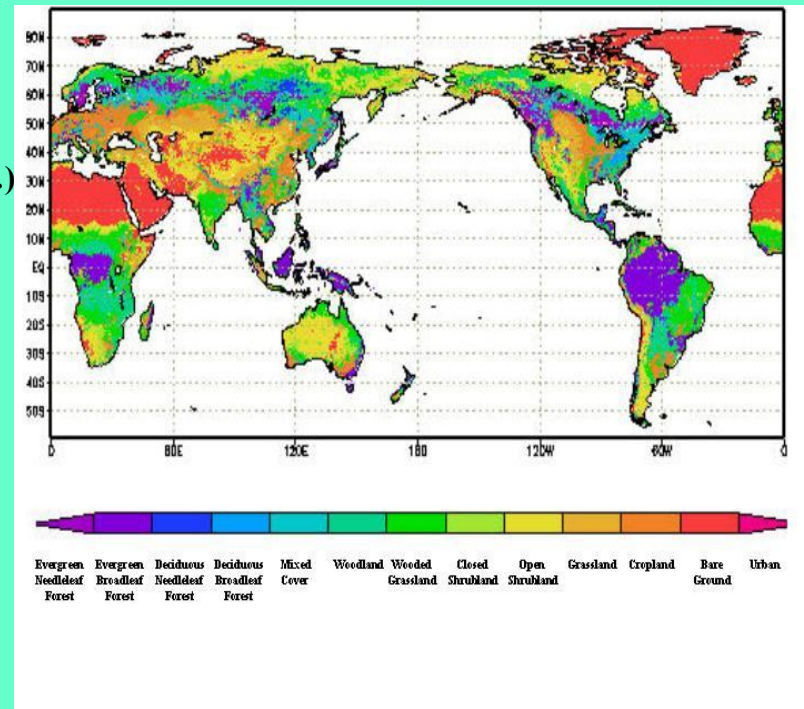 80N
70N
60N
50N
40N
.)
30N
20N
10N
EQ
10S
20S
30S
40S
50S
0 60E 120E 180 120W 60W 0
Evergreen Needleleaf Forest
Evergreen Broadleaf Forest
Deciduous Needleleaf Forest
Deciduous Broadleaf Forest
Mixed Cover
Woodland
Wooded Grassland
Closed Shrubland
Open Shrubland
Grassland
Cropland
Bare Ground
Urban